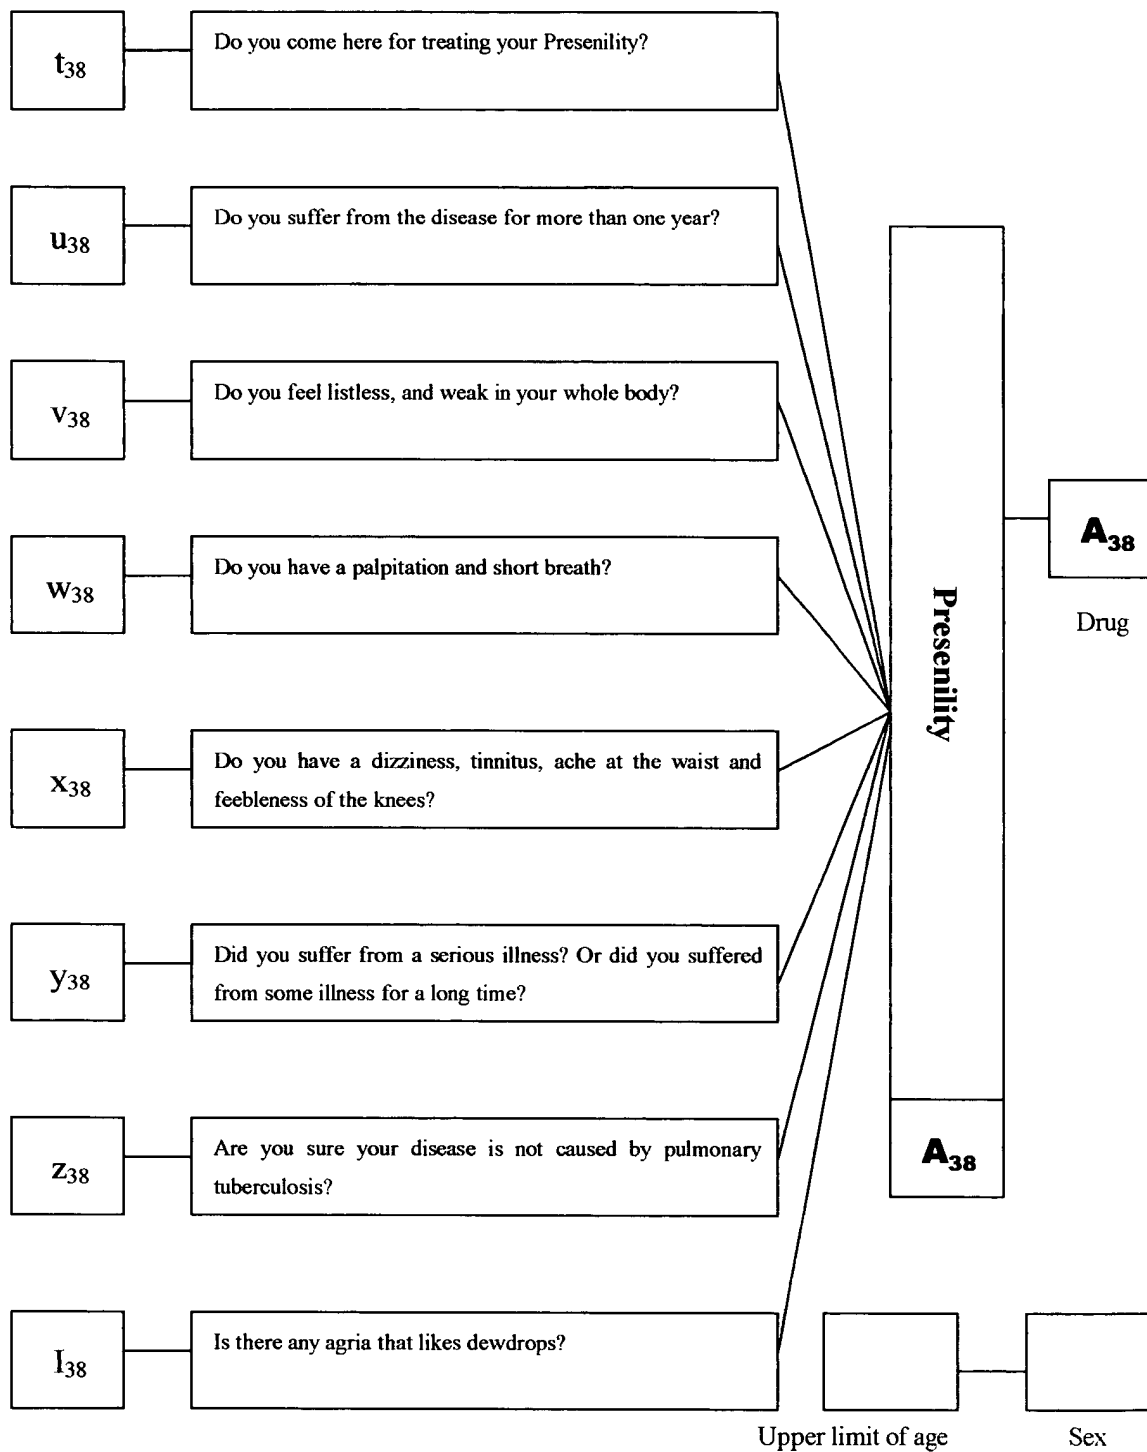 t38
Do you come here for treating your Presenility?
u38
Do you suffer from the disease for more than one year?
v38
Do you feel listless, and weak in your whole body?
w38
Do you have a palpitation and short breath?
x38
Do you have a dizziness, tinnitus, ache at the waist and
feebleness of the knees?
y38
Did you suffer from a serious illness? Or did you suffered
from some illness for a long time?
z38
Are you sure your disease is not caused by pulmonary
tuberculosis?
I38
Is there any agria that likes dewdrops?
Presenility
A38
A38
Drug
Upper limit of age
Sex